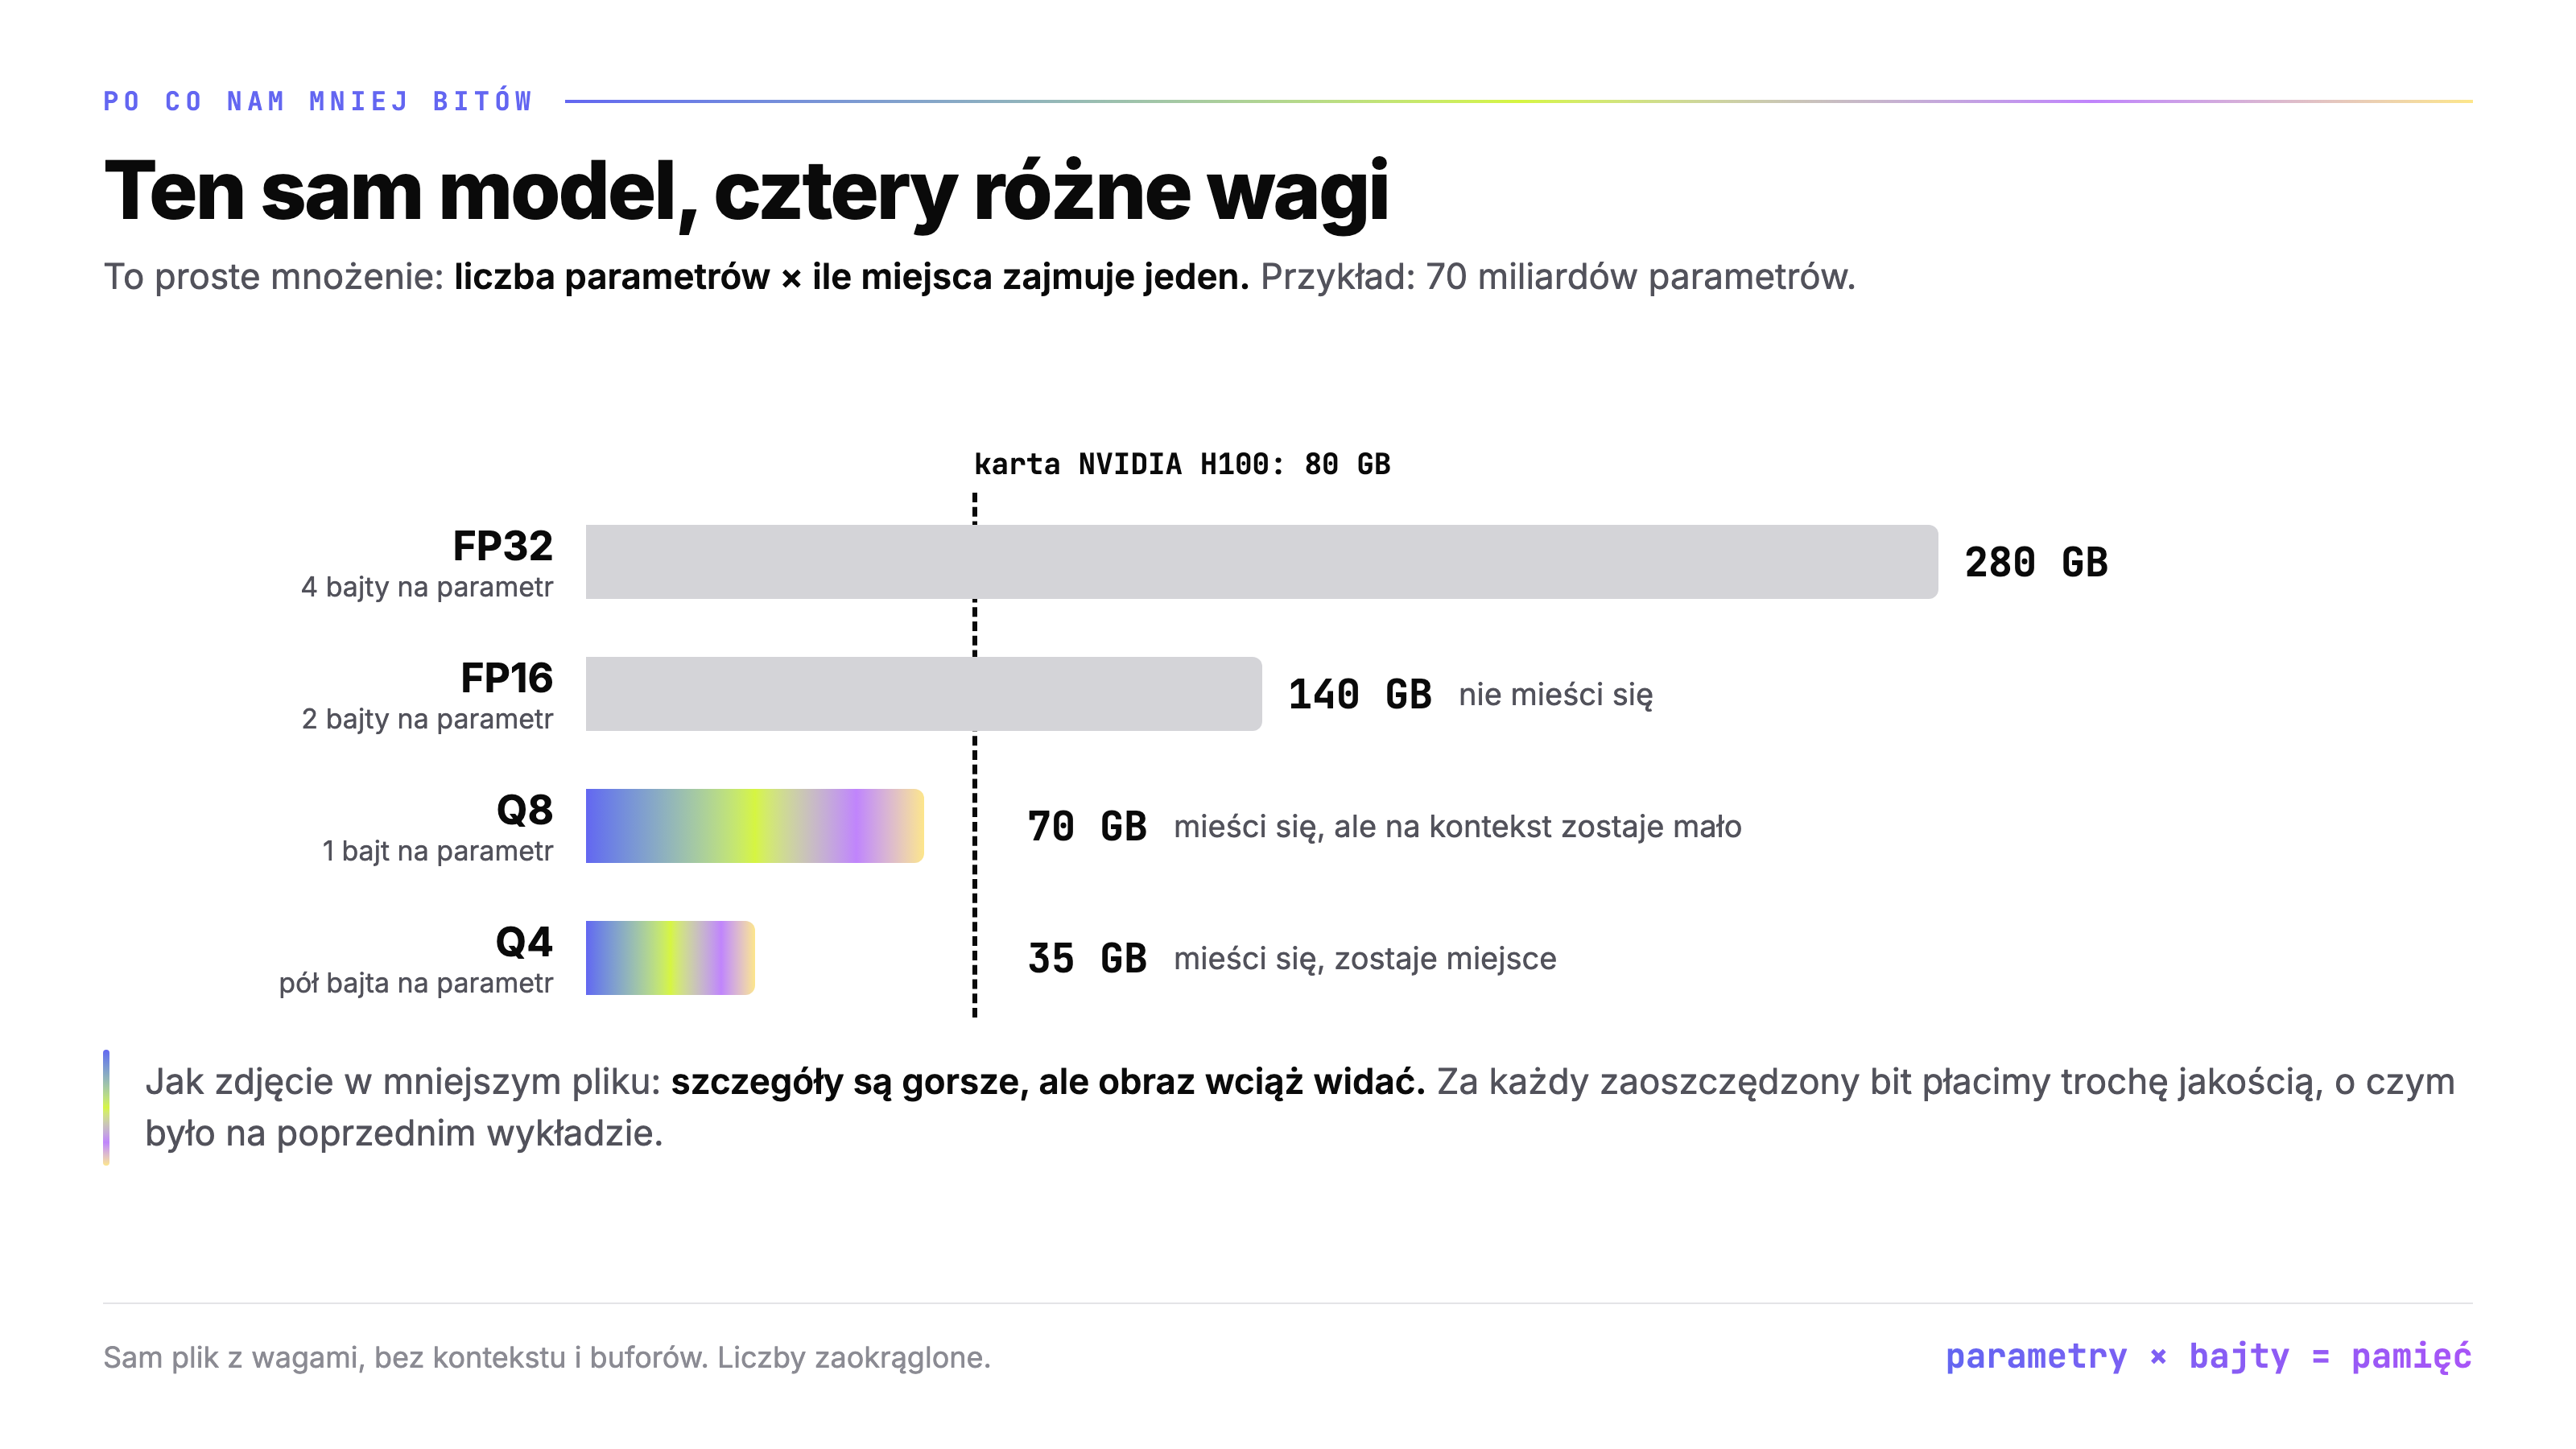 PO CO NAM MNIEJ BITÓW
Ten sam model, cztery różne wagi
To proste mnożenie: liczba parametrów × ile miejsca zajmuje jeden. Przykład: 70 miliardów parametrów.
karta NVIDIA H100: 80 GB
FP32
4 bajty na parametr
280 GB
FP16
2 bajty na parametr
140 GB nie mieści się
Q8
1 bajt na parametr
70 GB mieści się, ale na kontekst zostaje mało
Q4
pół bajta na parametr
35 GB mieści się, zostaje miejsce
Jak zdjęcie w mniejszym pliku: szczegóły są gorsze, ale obraz wciąż widać. Za każdy zaoszczędzony bit płacimy trochę jakością, o czym
było na poprzednim wykładzie.
Sam plik z wagami, bez kontekstu i buforów. Liczby zaokrąglone.
parametry × bajty = pamięć